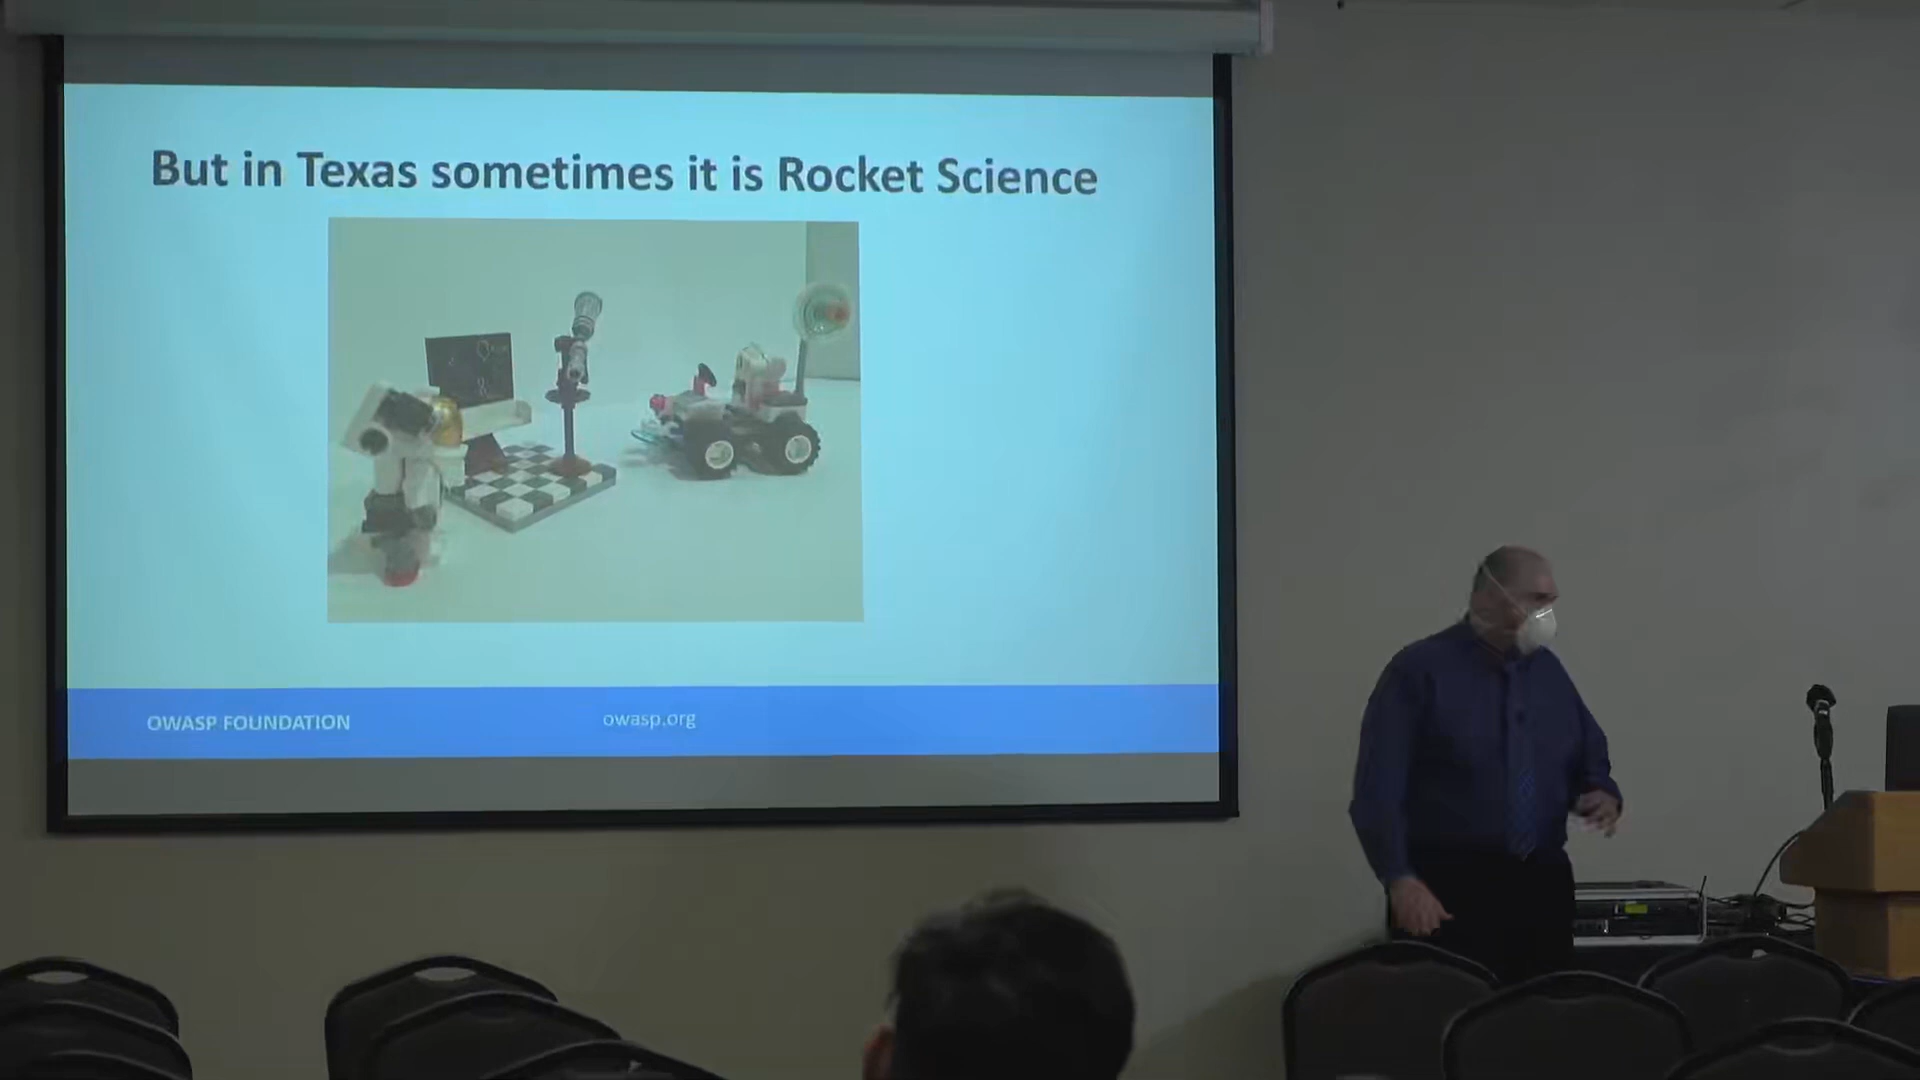 But in Texas sometimes it is Rocket Science
OWASP FOUNDATION
owasp.org